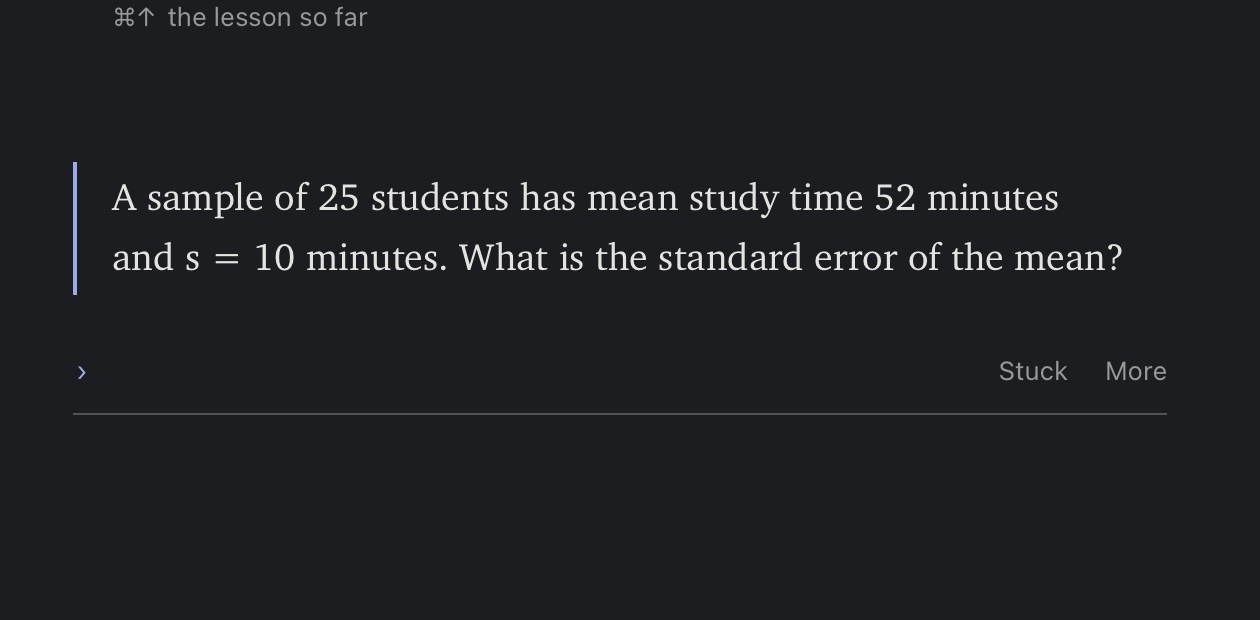 ⌘↑ the lesson so far
A sample of 25 students has mean study time 52 minutes
and s = 10 minutes. What is the standard error of the mean?
› Stuck More